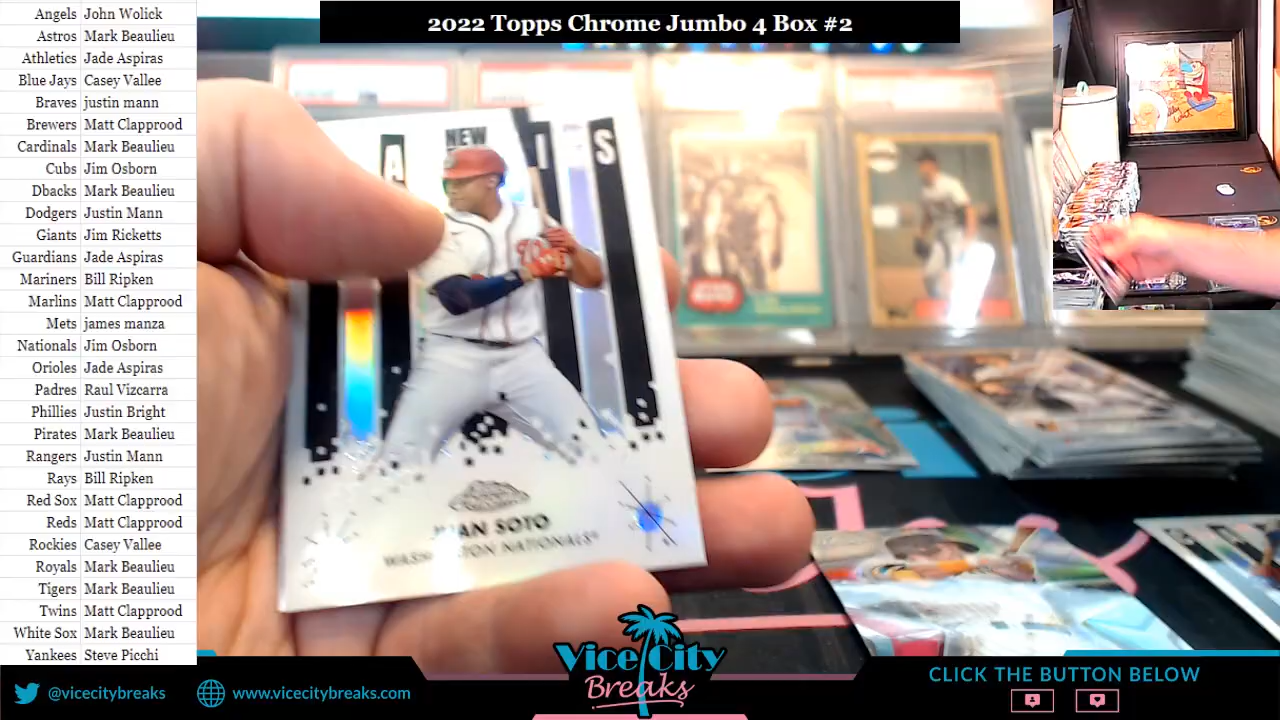 2022 Topps Chrome Jumbo 4 Box #2
Angels John Wolick
Astros Mark Beaulieu
Athletics Jade Aspiras
Blue Jays Casey Vallee
Braves justin mann
Brewers Matt Clapprood
Cardinals Mark Beaulieu
Cubs Jim Osborn
Dbacks Mark Beaulieu
Dodgers Justin Mann
Giants Jim Ricketts
Guardians Jade Aspiras
Mariners Bill Ripken
Marlins Matt Clapprood
Mets james manza
Nationals Jim Osborn
Orioles Jade Aspiras
Padres Raul Vizcarra
Phillies Justin Bright
Pirates Mark Beaulieu
Rangers Justin Mann
Rays Bill Ripken
Red Sox Matt Clapprood
Reds Matt Clapprood
Rockies Casey Vallee
Royals Mark Beaulieu
Tigers Mark Beaulieu
Twins Matt Clapprood
White Sox Mark Beaulieu
Yankees Steve Picchi
NEW
JUAN SOTO
WASHINGTON NATIONALS
Vice City
Breaks
@vicecitybreaks
www.vicecitybreaks.com
CLICK THE BUTTON BELOW